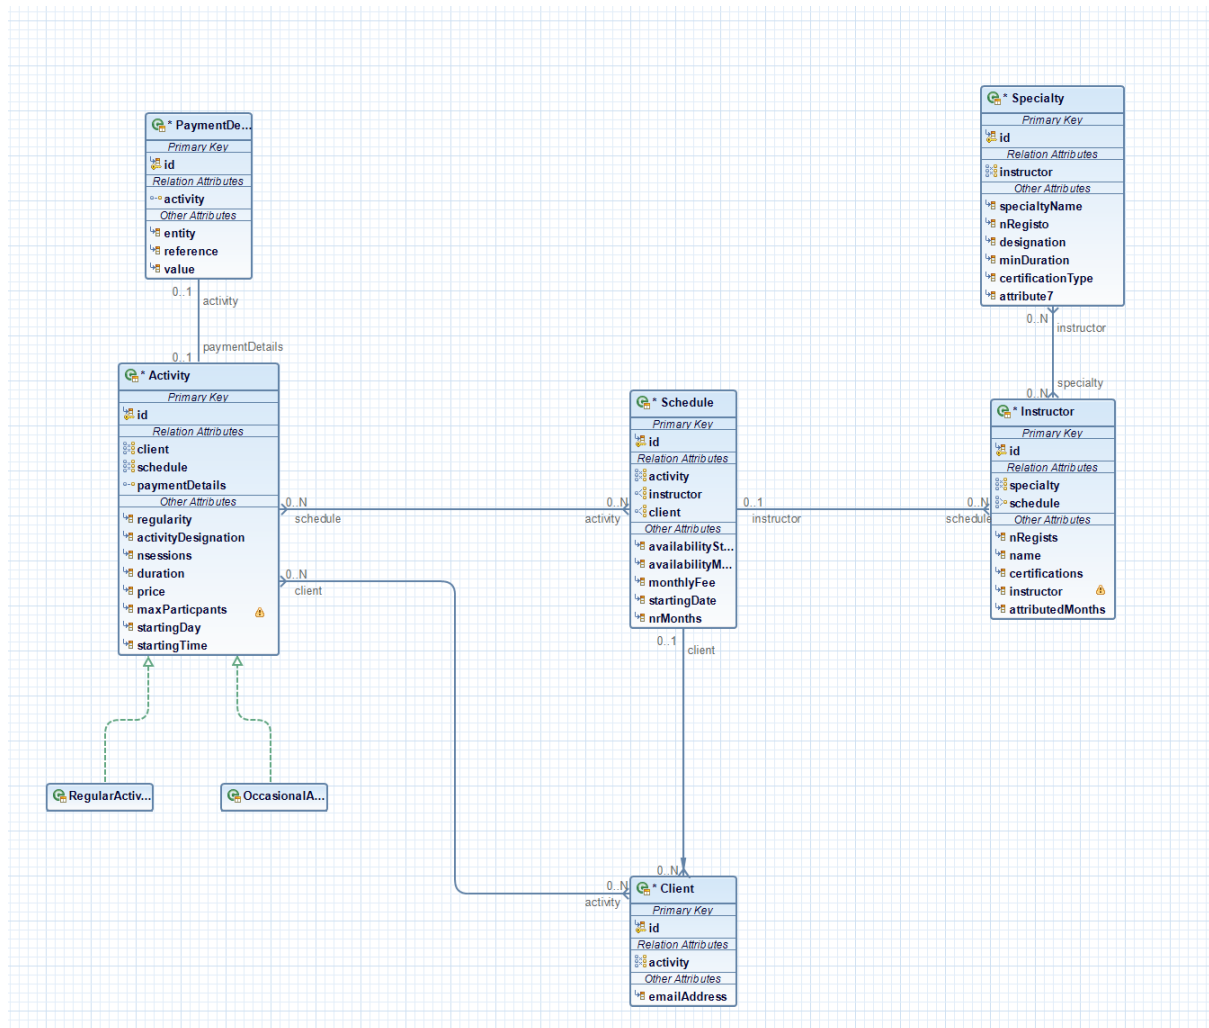 * PaymentDe...
Primary Key
id
Relation Attributes
activity
Other Attributes
entity
reference
value
0..1
activity
paymentDetails
0..1
* Activity
Primary Key
id
Relation Attributes
client
schedule
paymentDetails
Other Attributes
regularity
activityDesignation
nsessions
duration
price
maxParticpants
startingDay
startingTime
RegularActiv...
OccasionalA...
0..N
schedule
0..N
activity
0..N
client
0..N
activity
* Schedule
Primary Key
id
Relation Attributes
activity
instructor
client
Other Attributes
availabilitySt...
availabilityM...
monthlyFee
startingDate
nrMonths
0..1
instructor
0..N
schedule
0..1
client
0..N
* Client
Primary Key
id
Relation Attributes
activity
Other Attributes
emailAddress
* Specialty
Primary Key
id
Relation Attributes
instructor
Other Attributes
specialtyName
nRegisto
designation
minDuration
certificationType
attribute7
0..N
instructor
specialty
0..N
* Instructor
Primary Key
id
Relation Attributes
specialty
schedule
Other Attributes
nRegists
name
certifications
instructor
attributedMonths